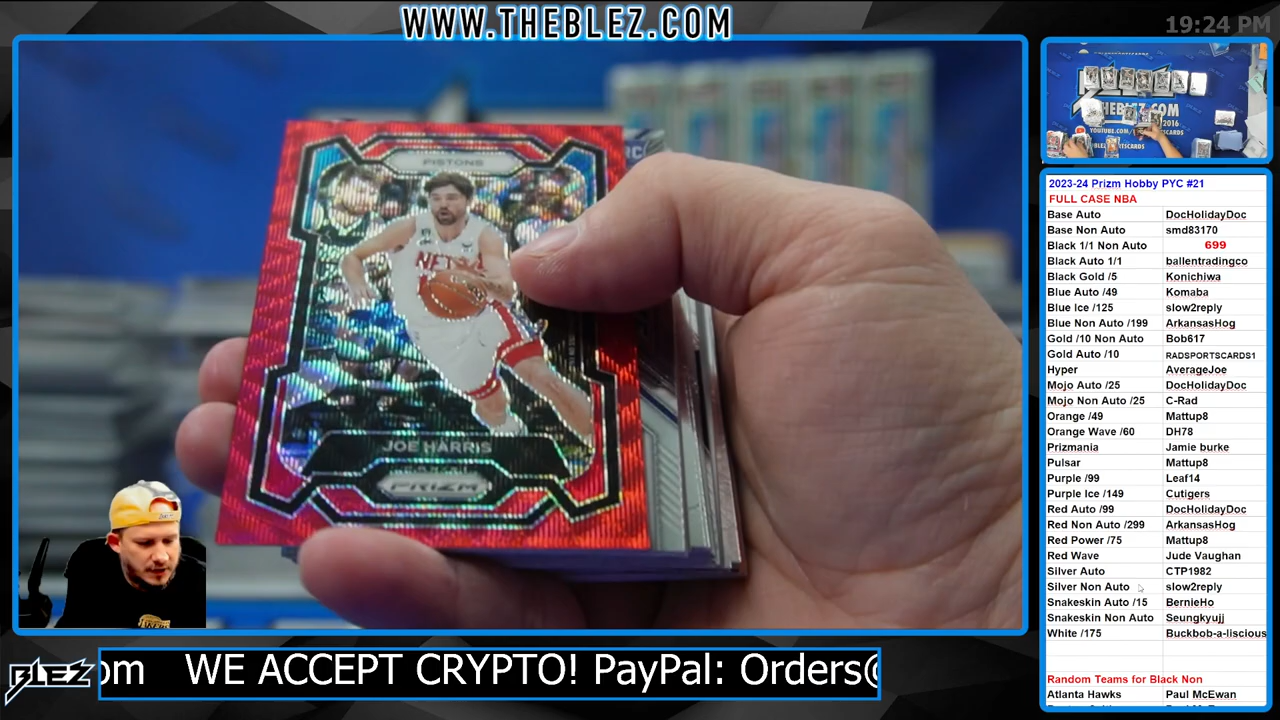 WWW.THEBLEZ.COM
19:24 PM
PISTONS
RC
NETS
JOE HARRIS
PRIZM
THEBLEZ.COM
2016
YOUTUBE.COM/
2023-24 Prizm Hobby PYC #21
FULL CASE NBA
Base Auto DocHolidayDoc
Base Non Auto smd83170
Black 1/1 Non Auto 699
Black Auto 1/1 ballentradingco
Black Gold /5 Konichiwa
Blue Auto /49 Komaba
Blue Ice /125 slow2reply
Blue Non Auto /199 ArkansasHog
Gold /10 Non Auto Bob617
Gold Auto /10 RADSPORTSCARDS1
Hyper AverageJoe
Mojo Auto /25 DocHolidayDoc
Mojo Non Auto /25 C-Rad
Orange /49 Mattup8
Orange Wave /60 DH78
Prizmania Jamie burke
Pulsar Mattup8
Purple /99 Leaf14
Purple Ice /149 Cutigers
Red Auto /99 DocHolidayDoc
Red Non Auto /299 ArkansasHog
Red Power /75 Mattup8
Red Wave Jude Vaughan
Silver Auto CTP1982
Silver Non Auto slow2reply
Snakeskin Auto /15 BernieHo
Snakeskin Non Auto Seungkyujj
White /175 Buckbob-a-liscious
Random Teams for Black Non
Atlanta Hawks Paul McEwan
BLEZ
om WE ACCEPT CRYPTO! PayPal: Orders@